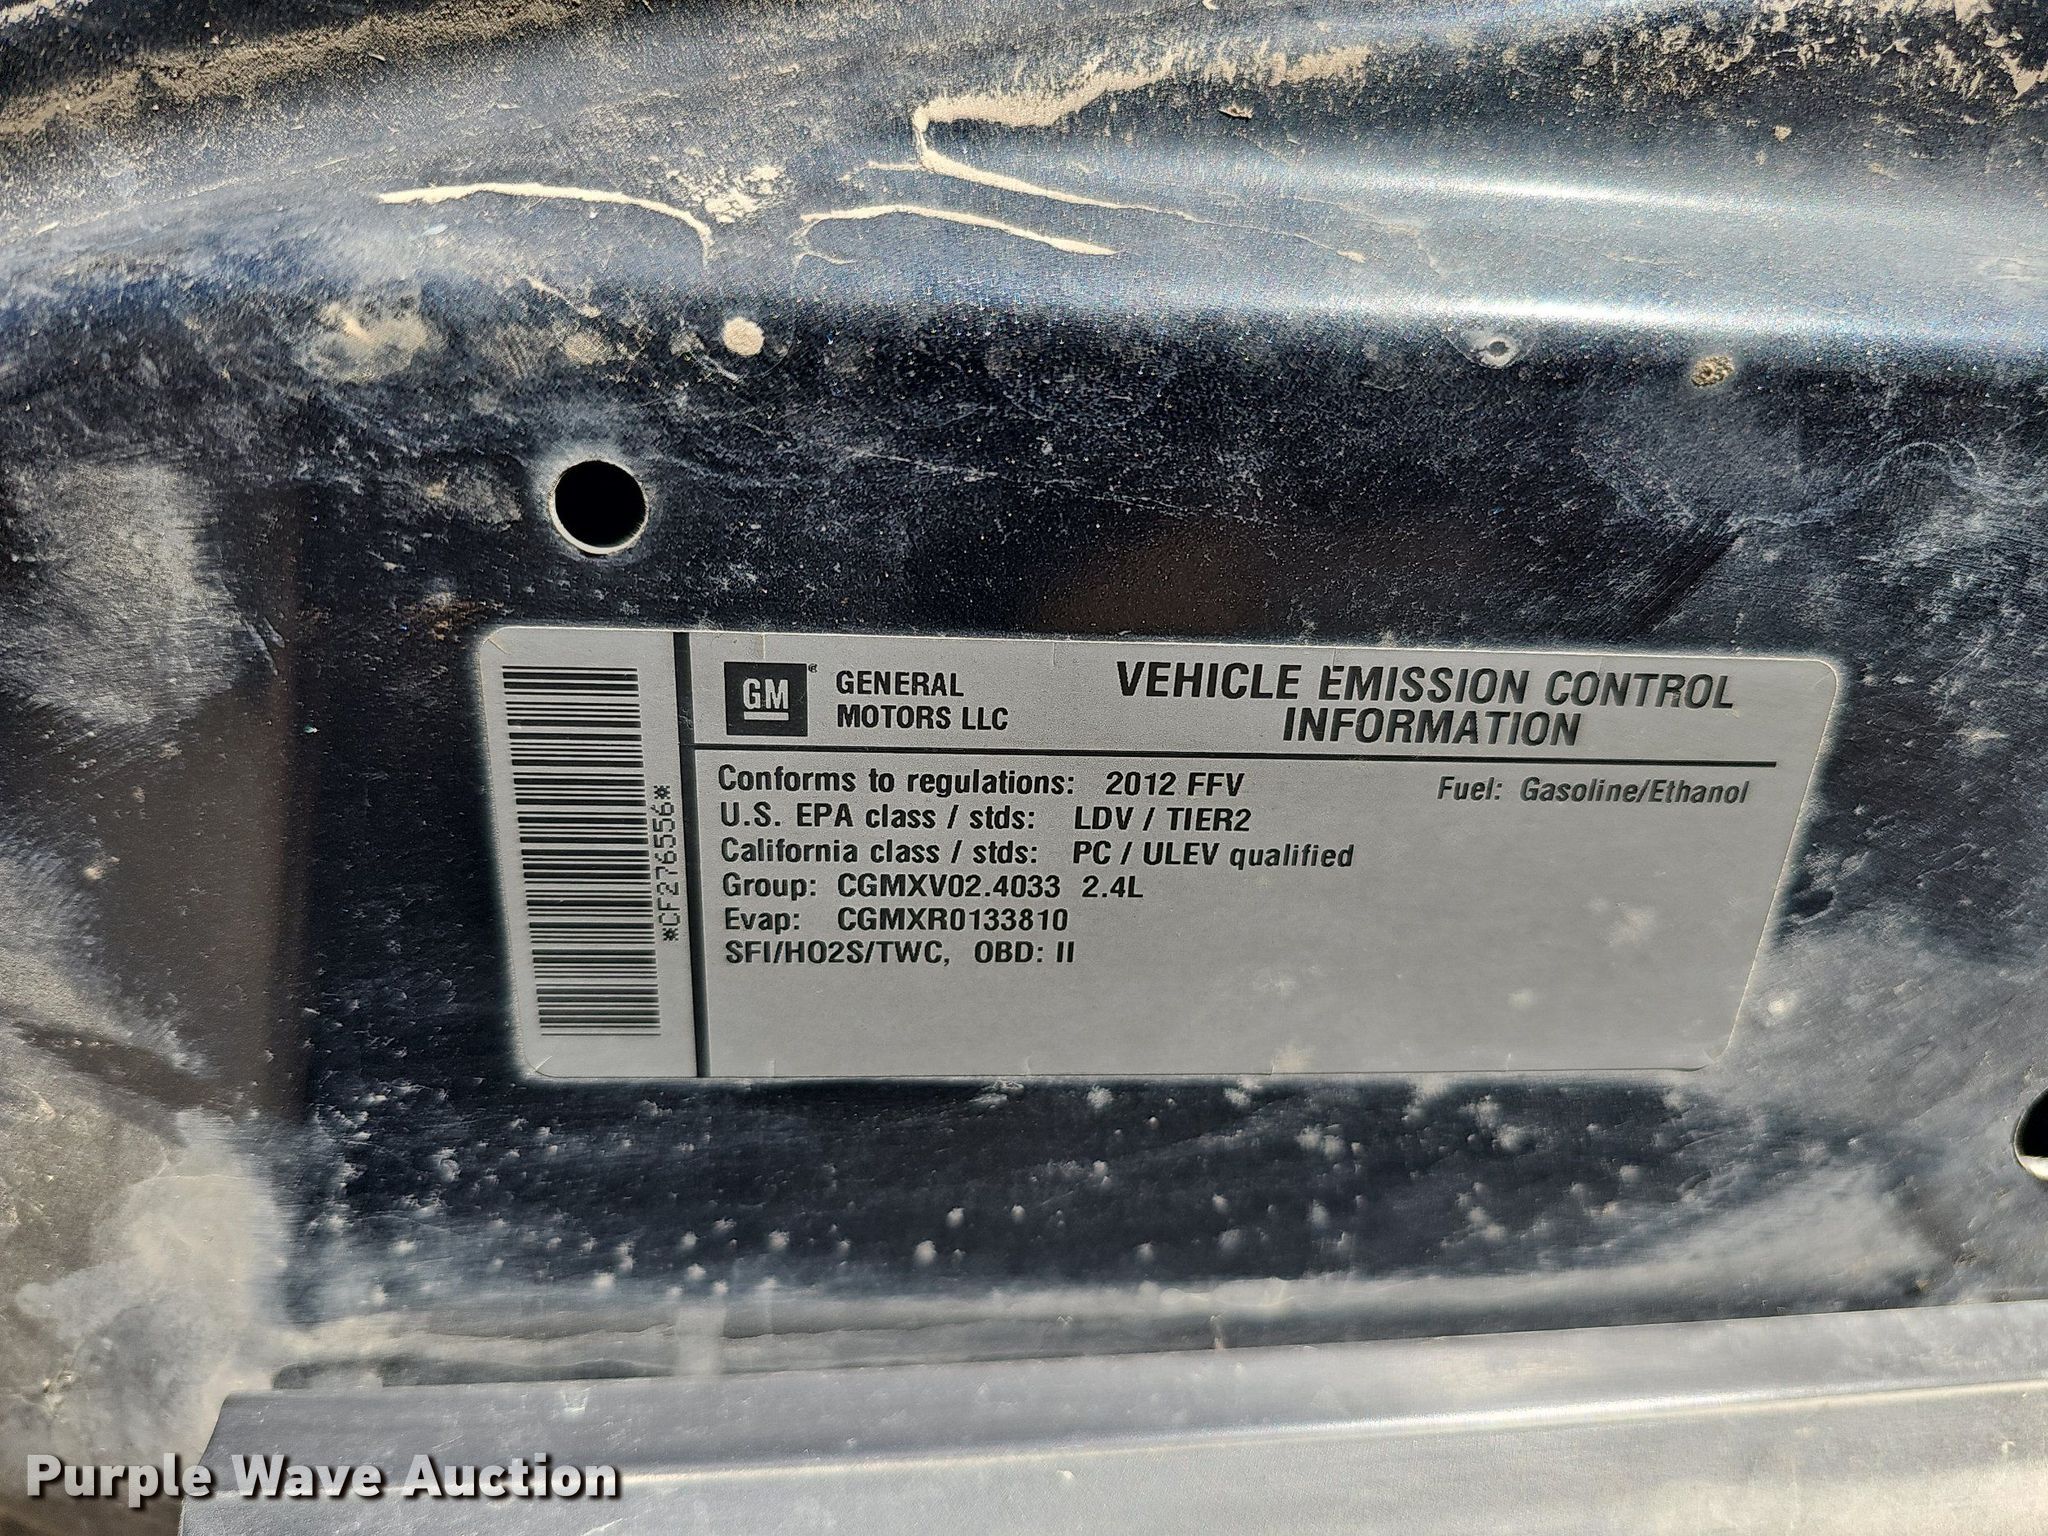 *CF276556*
GM® GENERAL
MOTORS LLC
VEHICLE EMISSION CONTROL
INFORMATION
Conforms to regulations: 2012 FFV
Fuel: Gasoline/Ethanol
U.S. EPA class / stds: LDV / TIER2
California class / stds: PC / ULEV qualified
Group: CGMXV02.4033 2.4L
Evap: CGMXR0133810
SFI/HO2S/TWC, OBD: II
Purple Wave Auction